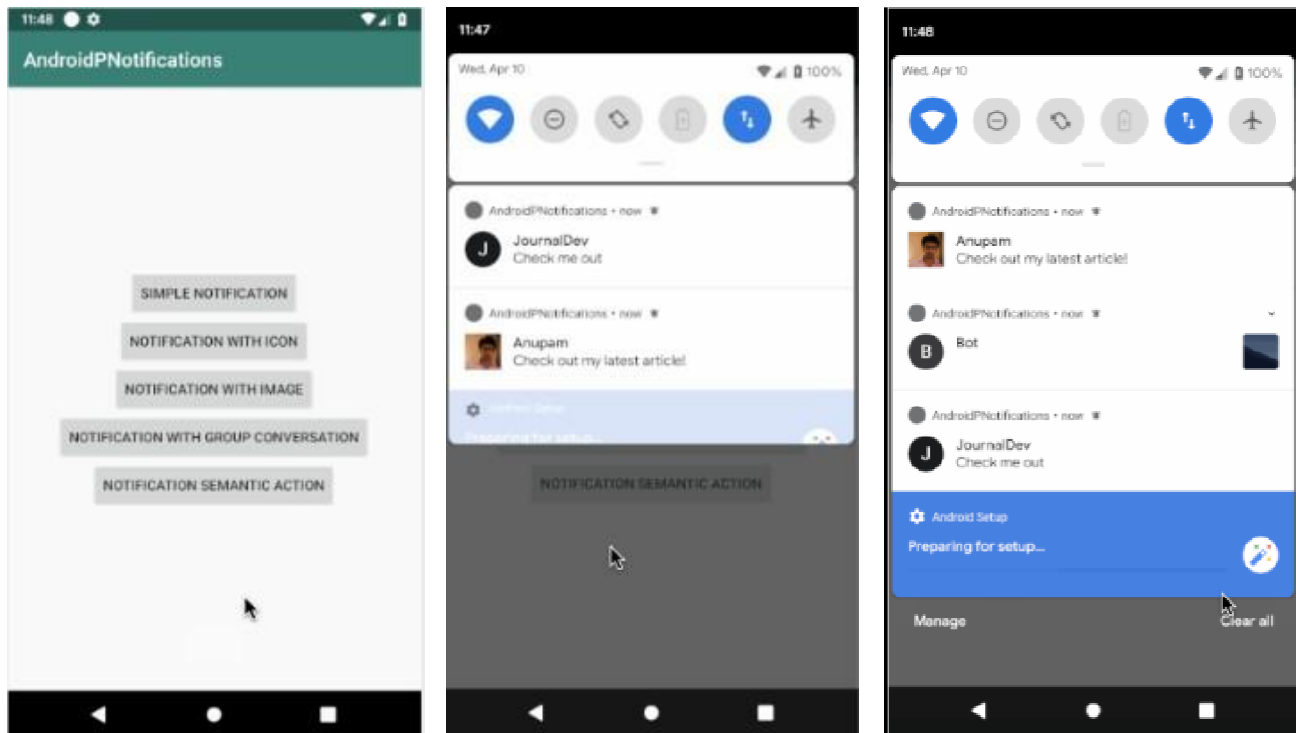 11:48
AndroidPNotifications
SIMPLE NOTIFICATION
NOTIFICATION WITH ICON
NOTIFICATION WITH IMAGE
NOTIFICATION WITH GROUP CONVERSATION
NOTIFICATION SEMANTIC ACTION
11:47
Wed, Apr 10
100%
AndroidPNotifications • now
J
JournalDev
Check me out
AndroidPNotifications • now
Anupam
Check out my latest article!
Android Setup
Preparing for setup...
NOTIFICATION SEMANTIC ACTION
11:48
Wed, Apr 10
100%
AndroidPNotifications • now
Anupam
Check out my latest article!
AndroidPNotifications • now
B
Bot
AndroidPNotifications • now
J
JournalDev
Check me out
Android Setup
Preparing for setup...
Manage
Clear all